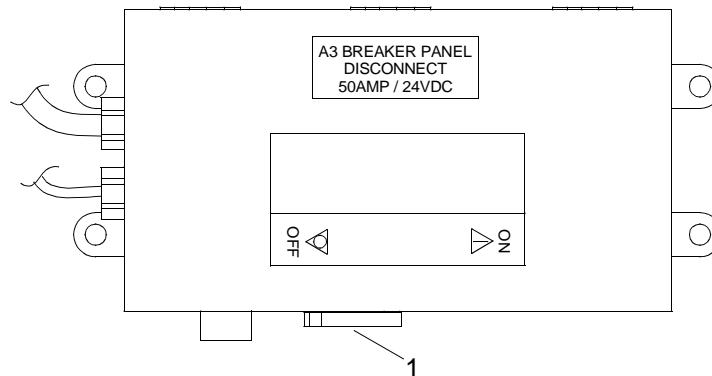 A3 BREAKER PANEL
DISCONNECT
50AMP / 24VDC
OFF
ON
1